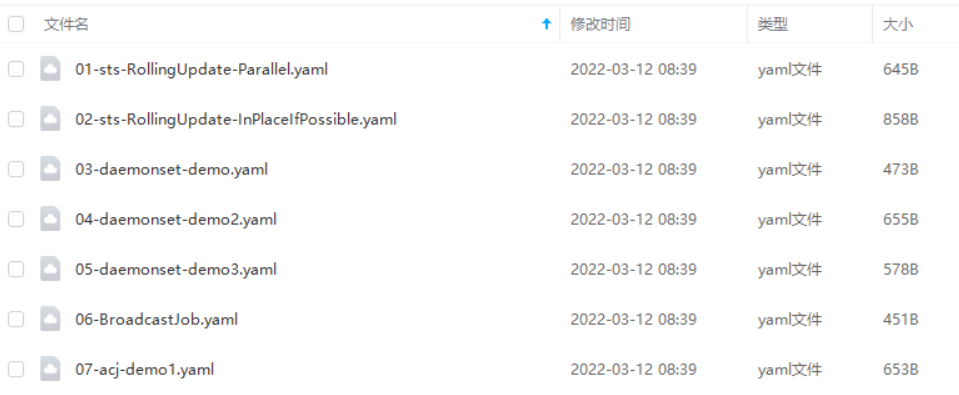 文件名 修改时间 类型 大小
01-sts-RollingUpdate-Parallel.yaml 2022-03-12 08:39 yaml文件 645B
02-sts-RollingUpdate-InPlaceIfPossible.yaml 2022-03-12 08:39 yaml文件 858B
03-daemonset-demo.yaml 2022-03-12 08:39 yaml文件 473B
04-daemonset-demo2.yaml 2022-03-12 08:39 yaml文件 655B
05-daemonset-demo3.yaml 2022-03-12 08:39 yaml文件 578B
06-BroadcastJob.yaml 2022-03-12 08:39 yaml文件 451B
07-acj-demo1.yaml 2022-03-12 08:39 yaml文件 653B